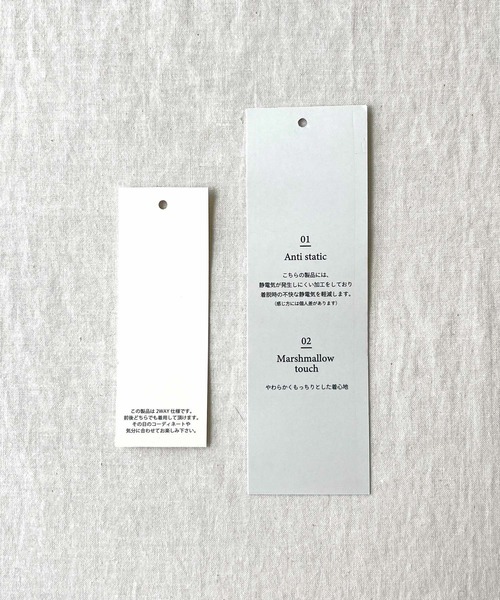 この製品は 2WAY 仕様です。
前後どちらでも着用して頂けます。
その日のコーディネートや
気分に合わせてお楽しみ下さい。
01
Anti static
こちらの製品には、
静電気が発生しにくい加工をしており
着脱時の不快な静電気を軽減します。
（感じ方には個人差があります）
02
Marshmallow
touch
やわらかくもっちりとした着心地